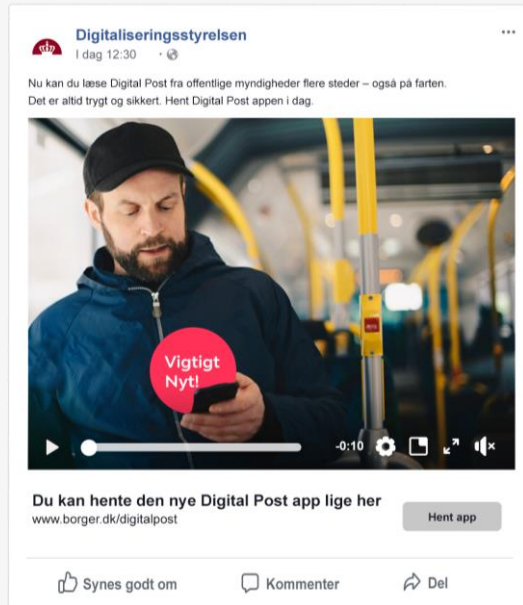 Digitaliseringsstyrelsen
I dag 12:30
Nu kan du læse Digital Post fra offentlige myndigheder flere steder – også på farten.
Det er altid trygt og sikkert. Hent Digital Post appen i dag.
Vigtigt
Nyt!
-0:10
Du kan hente den nye Digital Post app lige her
www.borger.dk/digitalpost
Hent app
Synes godt om
Kommenter
Del